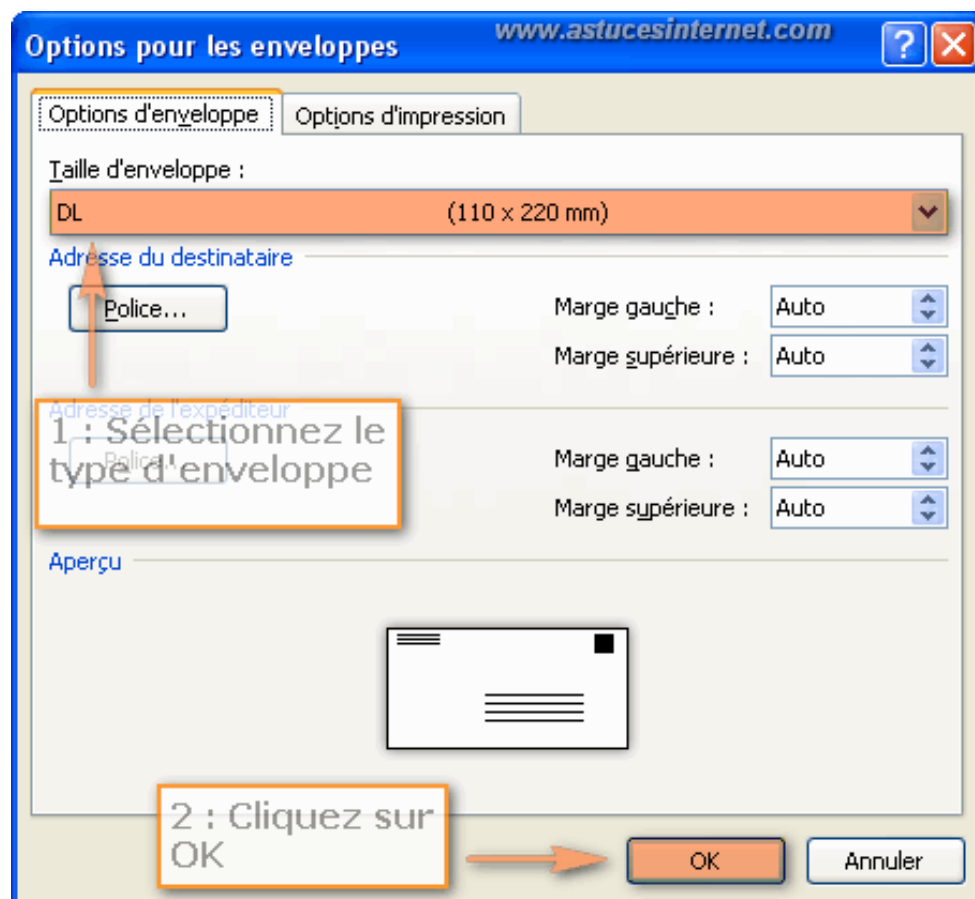 www.astucesinternet.com
Options pour les enveloppes
?
Options d'enveloppe
Options d'impression
Taille d'enveloppe :
DL (110 x 220 mm)
Adresse du destinataire
Police...
Marge gauche : Auto
Marge supérieure : Auto
Adresse de l'expéditeur
1 : Sélectionnez le
type d'enveloppe
Police...
Marge gauche : Auto
Marge supérieure : Auto
Aperçu
2 : Cliquez sur
OK
OK
Annuler